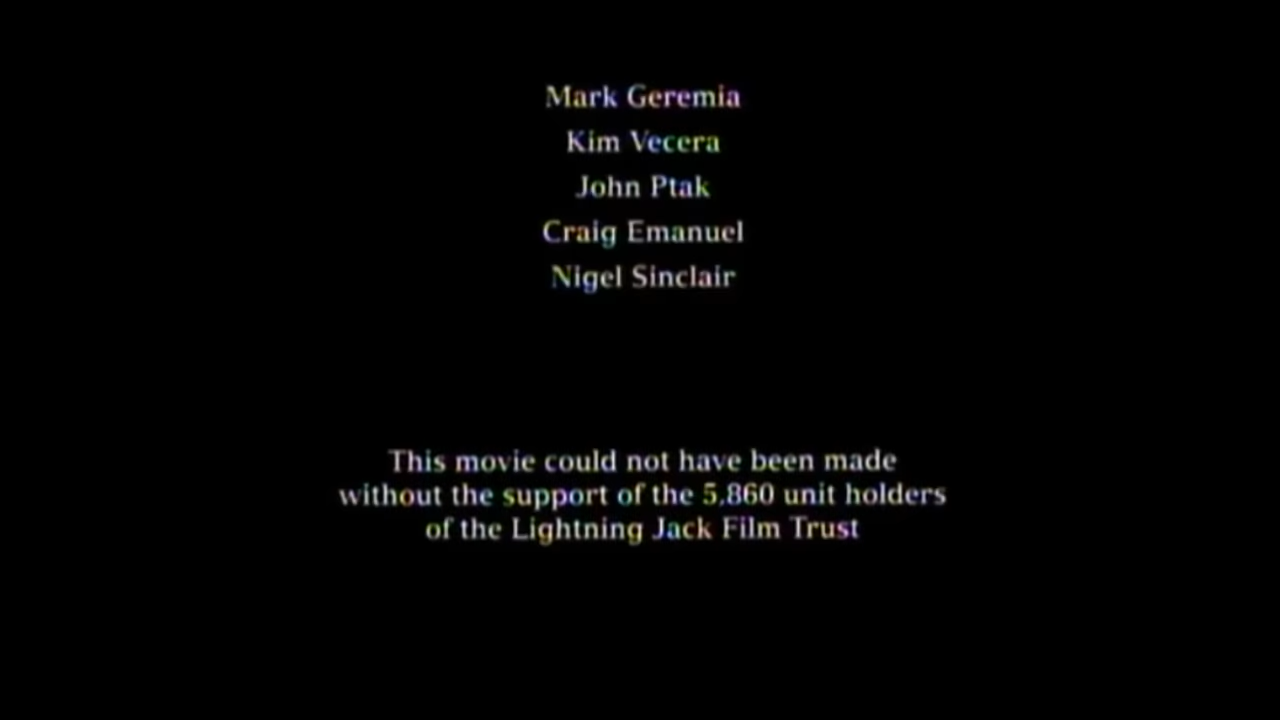 Mark Geremia
Kim Vecera
John Ptak
Craig Emanuel
Nigel Sinclair
This movie could not have been made
without the support of the 5,860 unit holders
of the Lightning Jack Film Trust